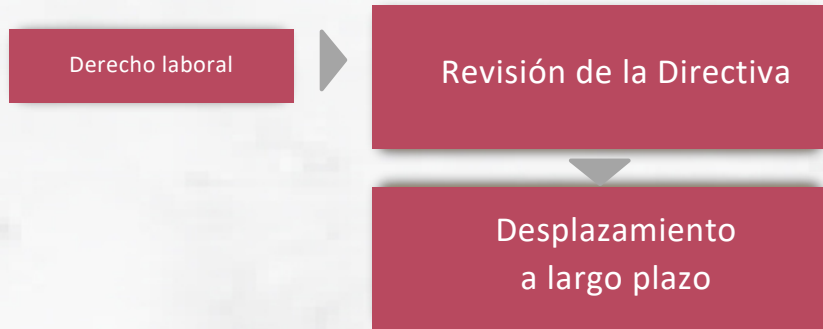 Derecho laboral
Revisión de la Directiva
Desplazamiento
a largo plazo